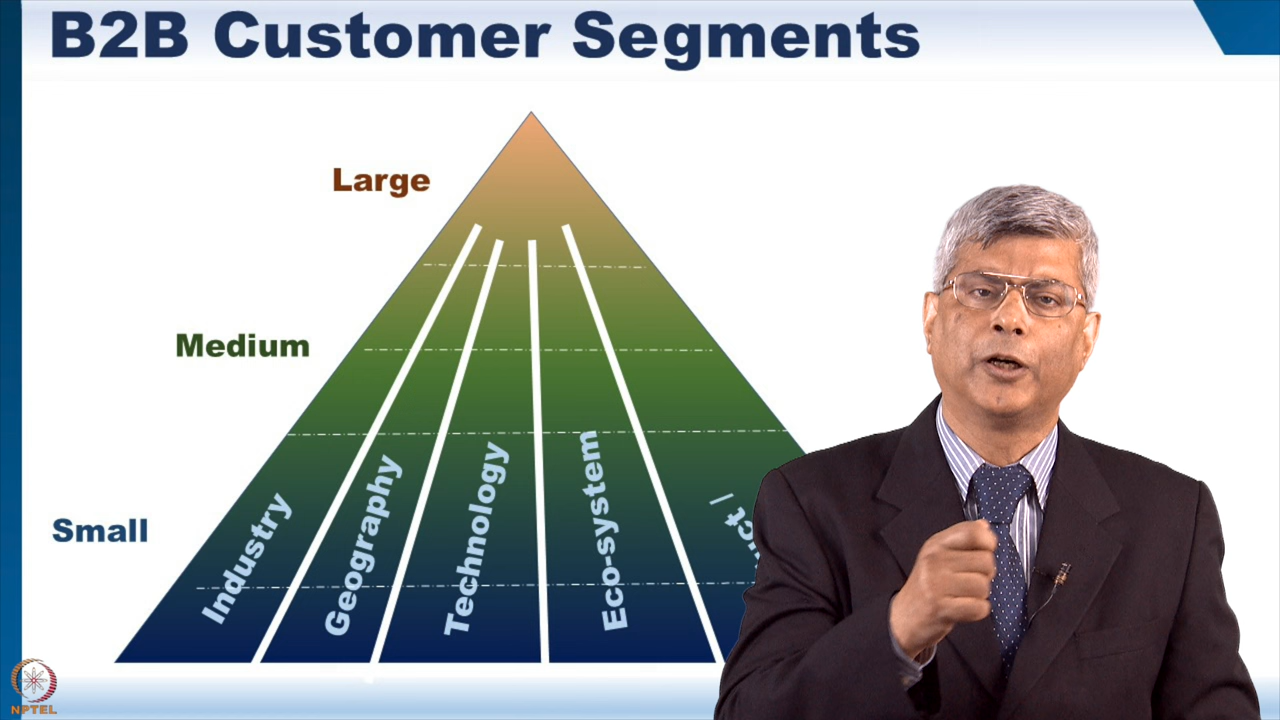 B2B Customer Segments
Large
Medium
Small
Industry
Geography
Technology
Eco-system
NPTEL